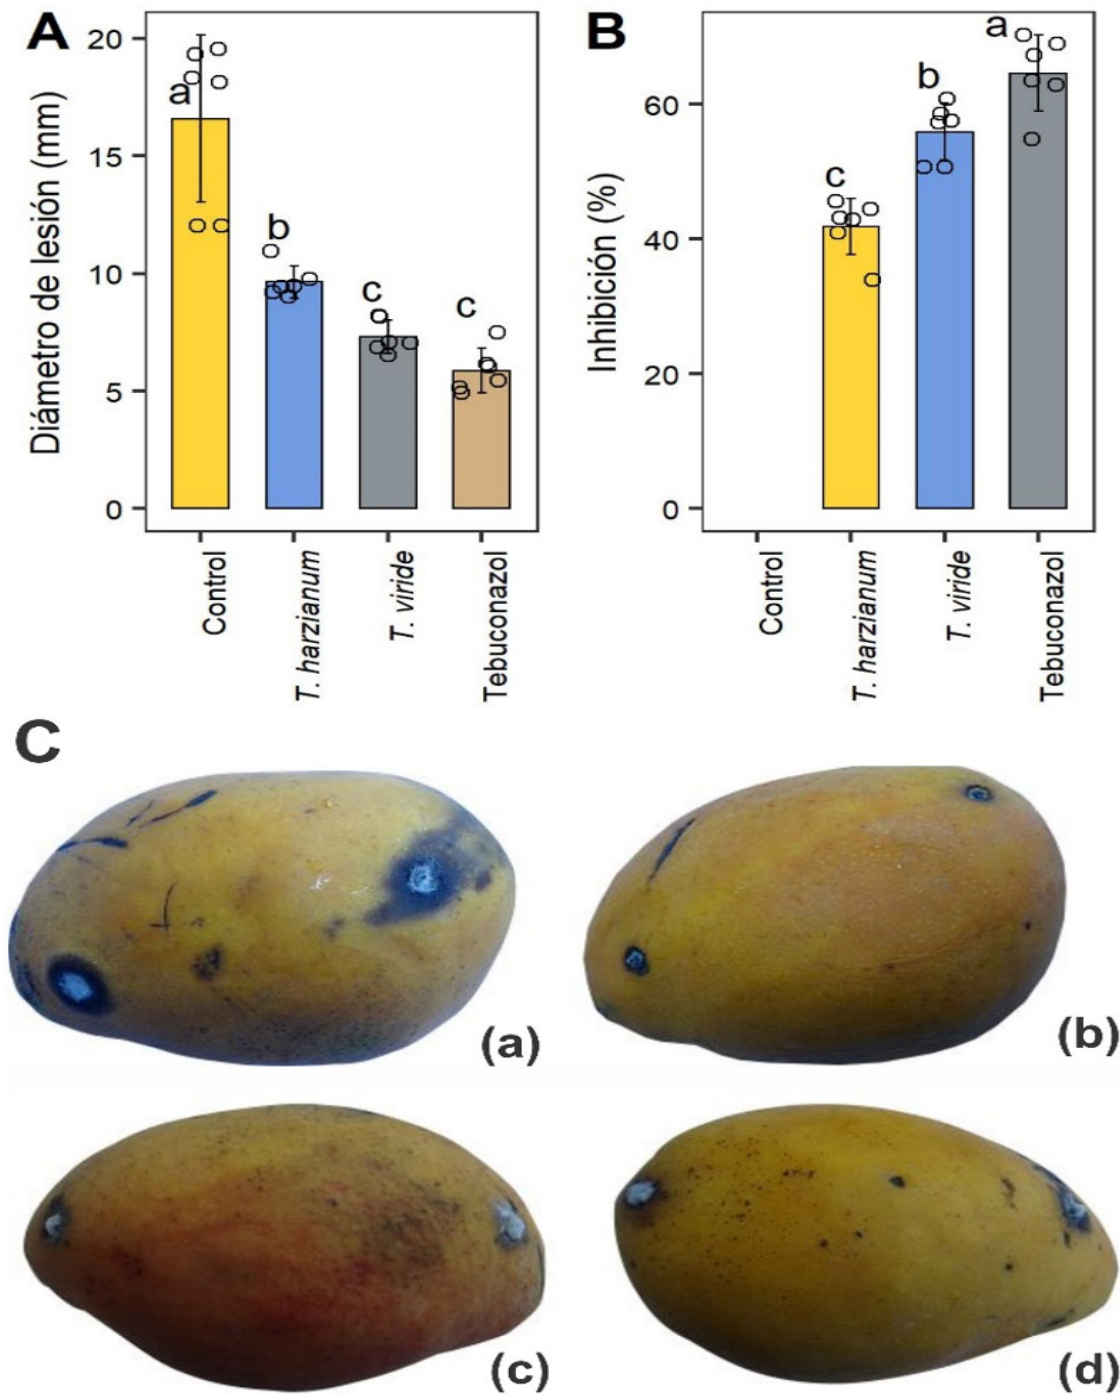 A
Diámetro de lesión (mm)
20
15
10
5
0
a
b
c
c
Control
T. harzianum
T. viride
Tebuconazol
B
Inhibición (%)
60
40
20
0
c
b
a
Control
T. harzianum
T. viride
Tebuconazol
C
(a)
(b)
(c)
(d)